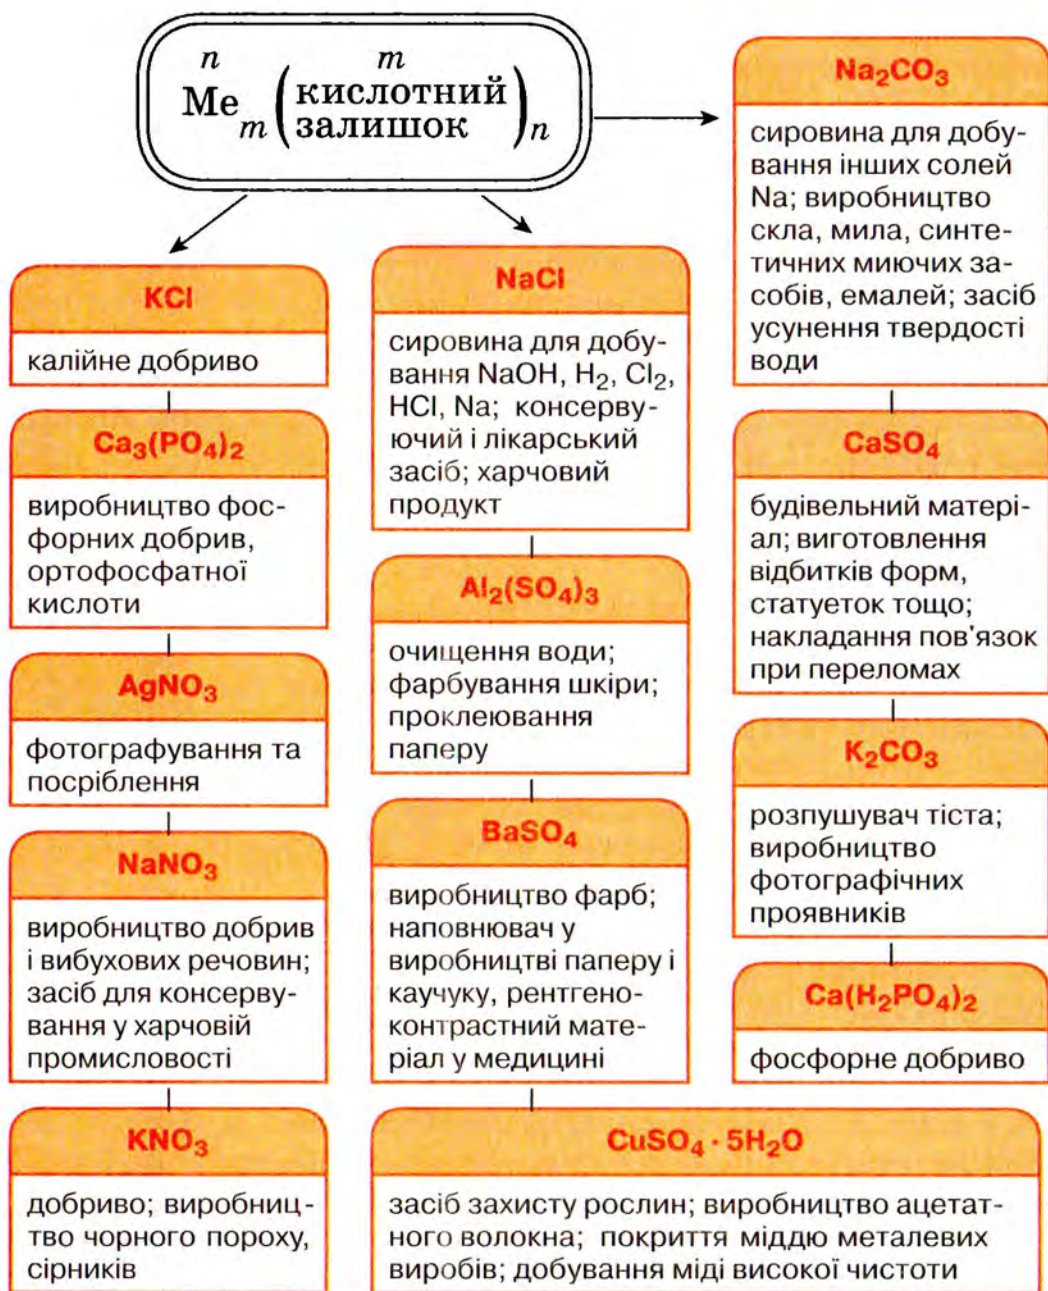 n m
Me m (кислотний залишок) n
KCl
калійне добриво
Ca₃(PO₄)₂
виробництво фос-
форних добрив,
ортофосфатної
кислоти
AgNO₃
фотографування та
посріблення
NaNO₃
виробництво добрив
і вибухових речовин;
засіб для консерву-
вання у харчовій
промисловості
KNO₃
добриво; виробниц-
тво чорного пороху,
сірників
NaCl
сировина для добу-
вання NaOH, H₂, Cl₂,
HCl, Na; консерву-
ючий і лікарський
засіб; харчовий
продукт
Al₂(SO₄)₃
очищення води;
фарбування шкіри;
проклеювання
паперу
BaSO₄
виробництво фарб;
наповнювач у
виробництві паперу і
каучуку, рентгено-
контрастний мате-
ріал у медицині
CuSO₄ · 5H₂O
засіб захисту рослин; виробництво ацетат-
ного волокна; покриття міддю металевих
виробів; добування міді високої чистоти
Na₂CO₃
сировина для добу-
вання інших солей
Na; виробництво
скла, мила, синте-
тичних миючих за-
собів, емалей; засіб
усунення твердості
води
CaSO₄
будівельний матері-
ал; виготовлення
відбитків форм,
статуеток тощо;
накладання пов'язок
при переломах
K₂CO₃
розпушувач тіста;
виробництво
фотографічних
проявників
Ca(H₂PO₄)₂
фосфорне добриво